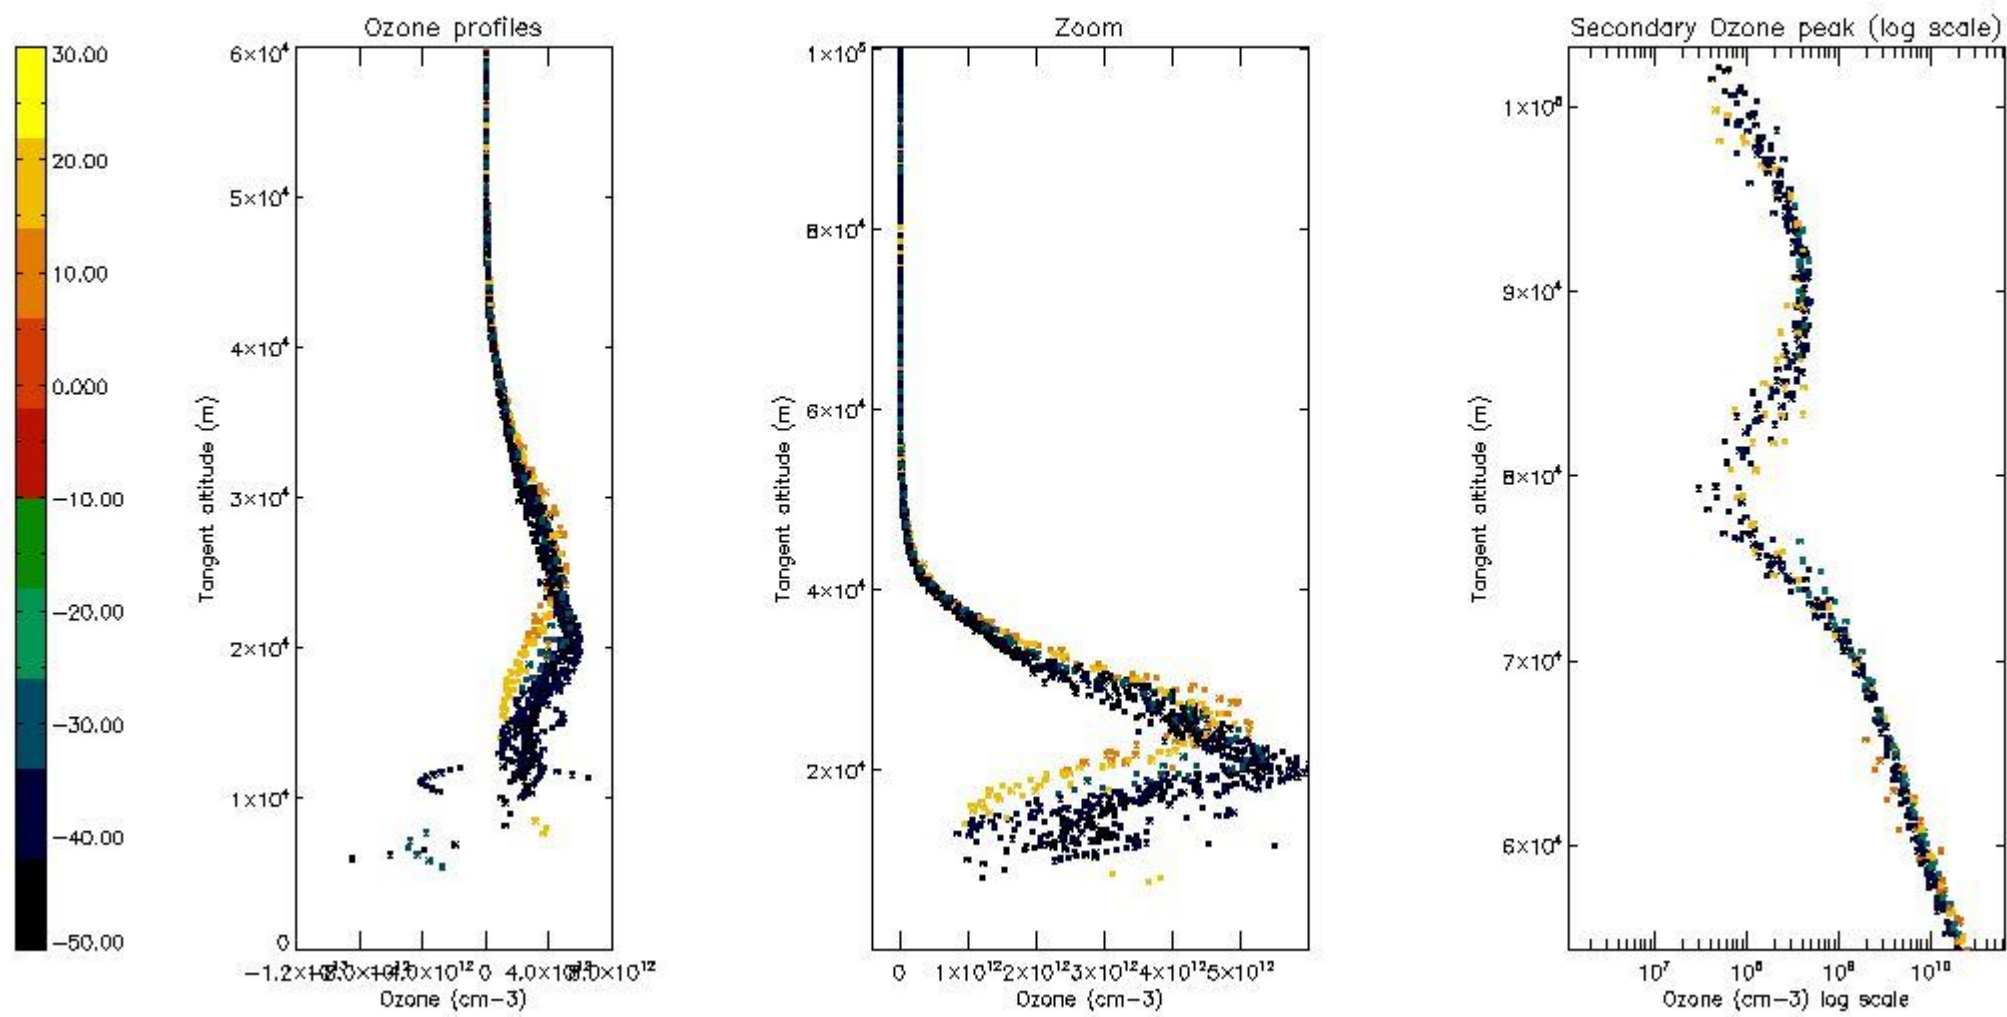 Ozone profiles
Zoom
Secondary Ozone peak (log scale)
30.00
20.00
10.00
0.000
−10.00
−20.00
−30.00
−40.00
−50.00
6×10⁴
5×10⁴
4×10⁴
3×10⁴
2×10⁴
1×10⁴
0
Tangent altitude (m)
0
8.0×10¹²
Ozone (cm−3)
1×10⁵
8×10⁴
6×10⁴
4×10⁴
2×10⁴
Tangent altitude (m)
0 1×10¹² 2×10¹² 3×10¹² 4×10¹² 5×10¹²
Ozone (cm−3)
1×10⁵
9×10⁴
8×10⁴
7×10⁴
6×10⁴
Tangent altitude (m)
10⁷ 10⁸ 10⁹ 10¹⁰
Ozone (cm−3) log scale